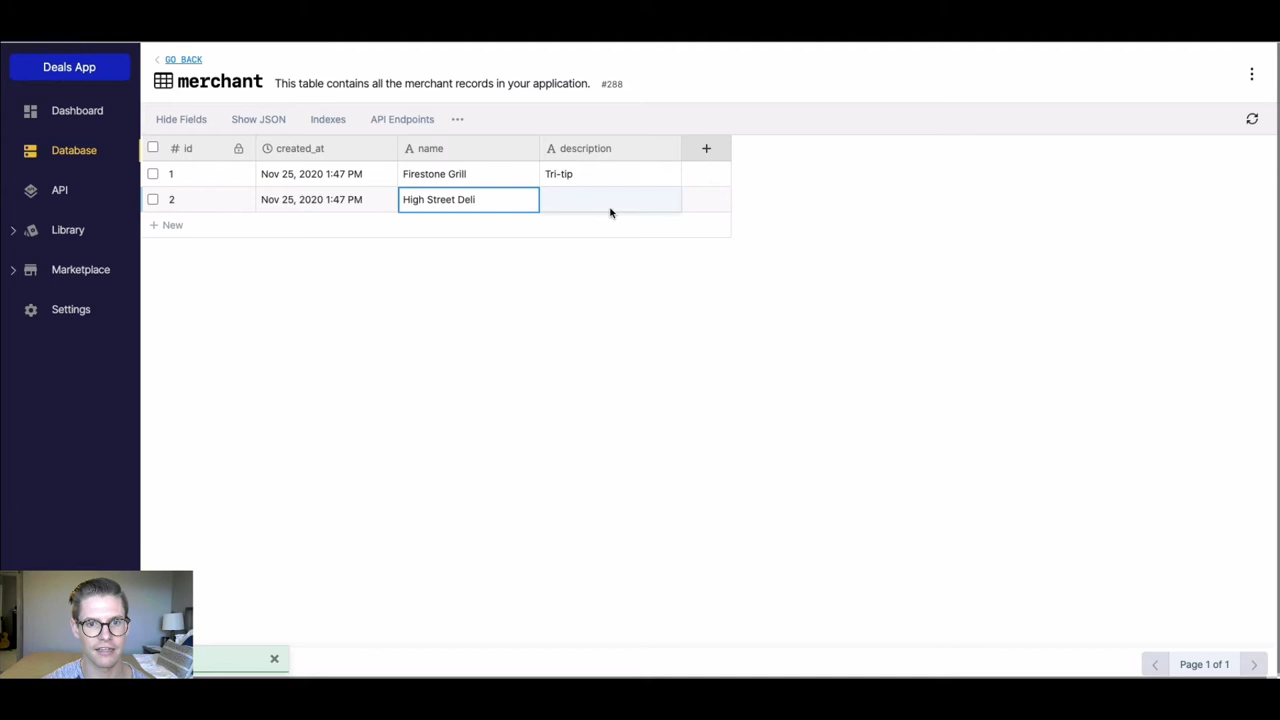 Deals App
Dashboard
Database
API
Library
Marketplace
Settings
GO BACK
merchant This table contains all the merchant records in your application. #288
Hide Fields Show JSON Indexes API Endpoints
# id created_at A name A description +
1 Nov 25, 2020 1:47 PM Firestone Grill Tri-tip
2 Nov 25, 2020 1:47 PM High Street Deli
+ New
Page 1 of 1